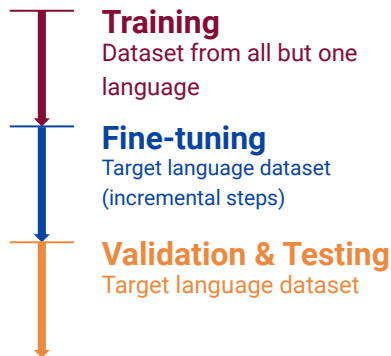 Training
Dataset from all but one
language
Fine-tuning
Target language dataset
(incremental steps)
Validation & Testing
Target language dataset